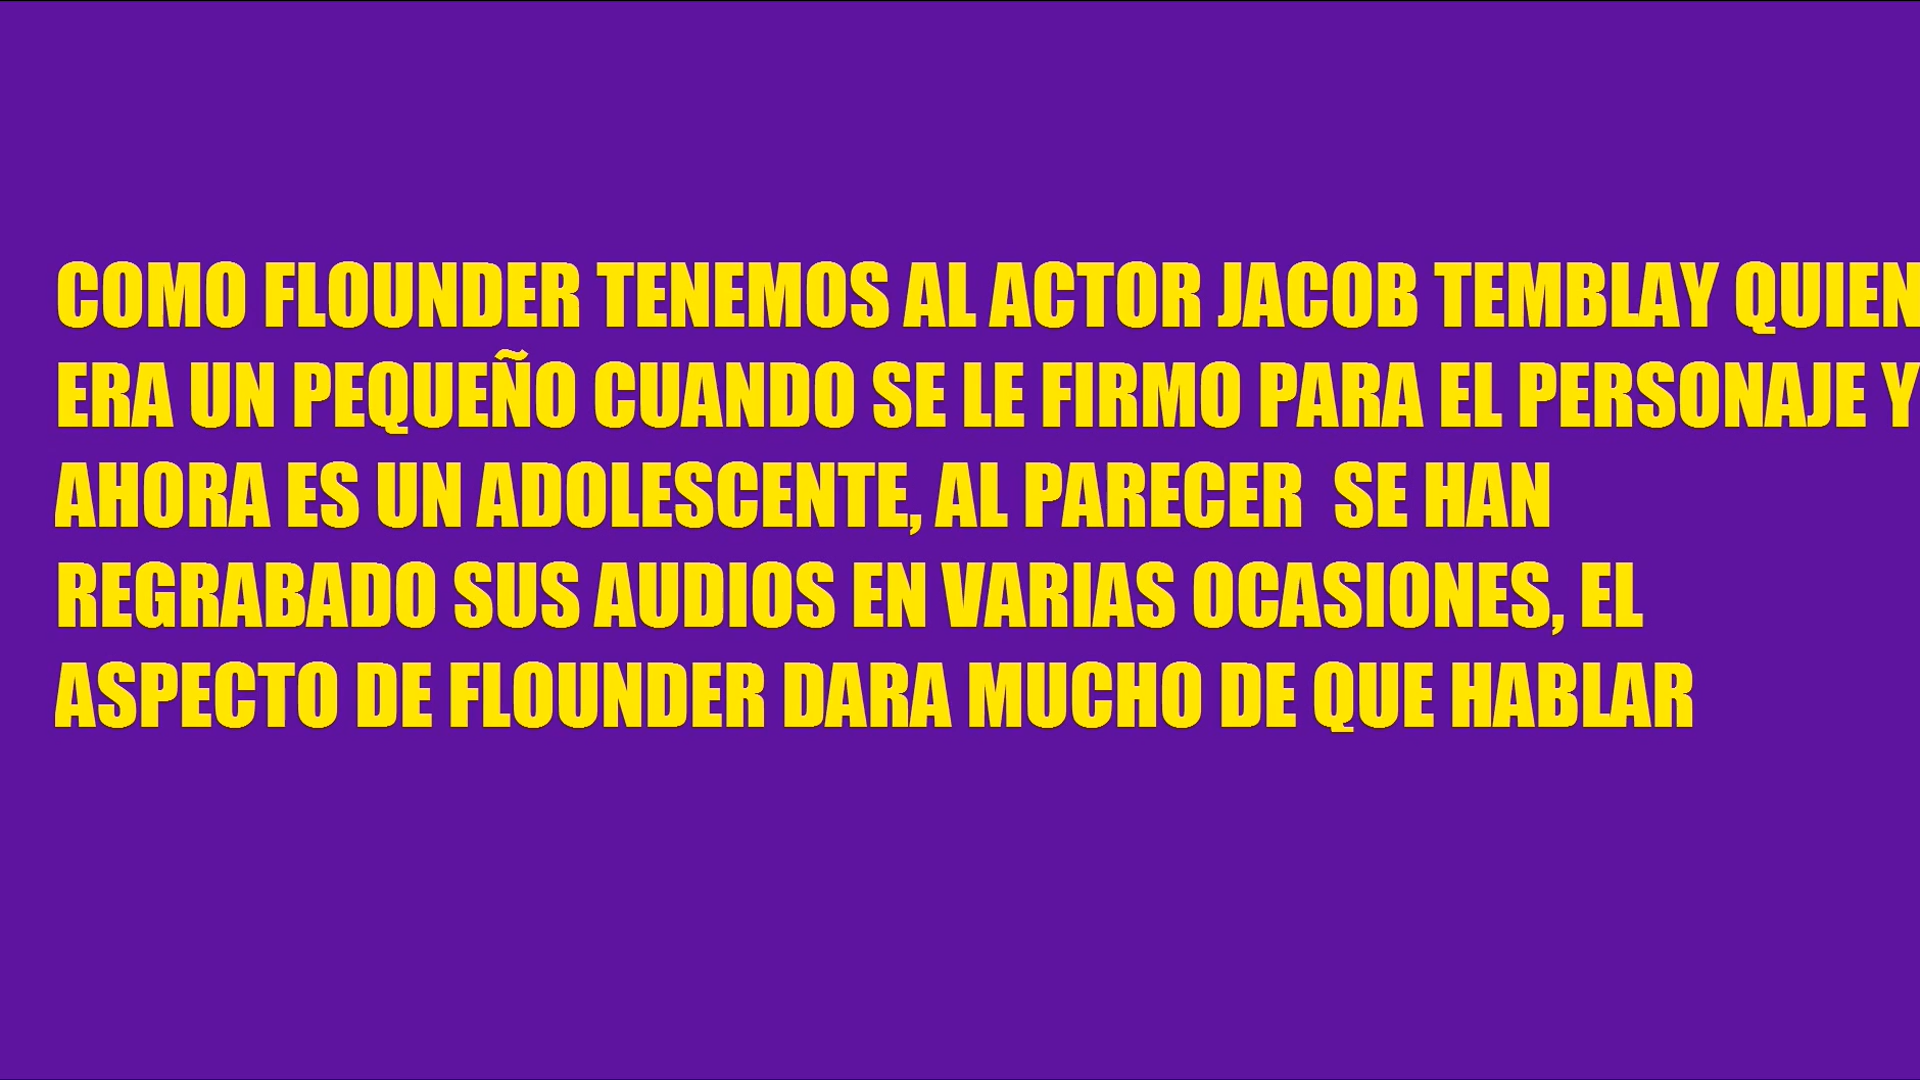 COMO FLOUNDER TENEMOS AL ACTOR JACOB TEMBLAY QUIEN
ERA UN PEQUEÑO CUANDO SE LE FIRMO PARA EL PERSONAJE Y
AHORA ES UN ADOLESCENTE, AL PARECER  SE HAN
REGRABADO SUS AUDIOS EN VARIAS OCASIONES, EL
ASPECTO DE FLOUNDER DARA MUCHO DE QUE HABLAR